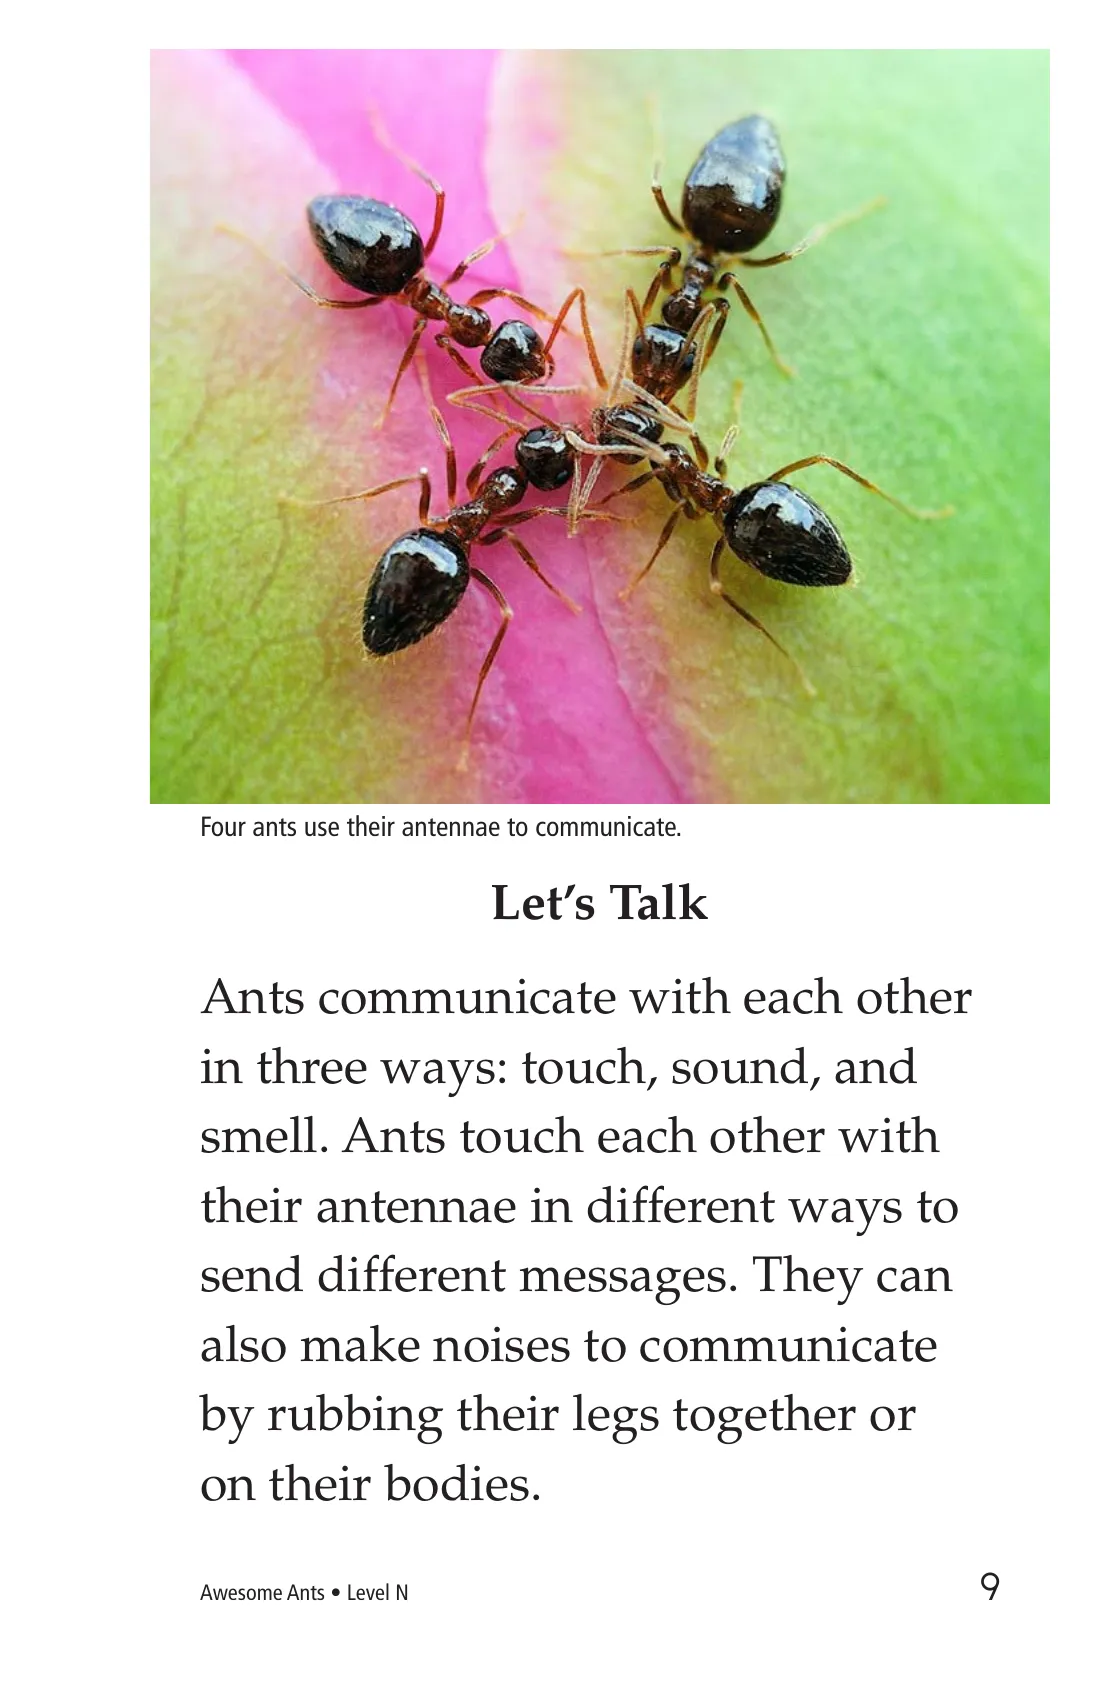 Four ants use their antennae to communicate.
Let’s Talk
Ants communicate with each other
in three ways: touch, sound, and
smell. Ants touch each other with
their antennae in different ways to
send different messages. They can
also make noises to communicate
by rubbing their legs together or
on their bodies.
Awesome Ants • Level N
9